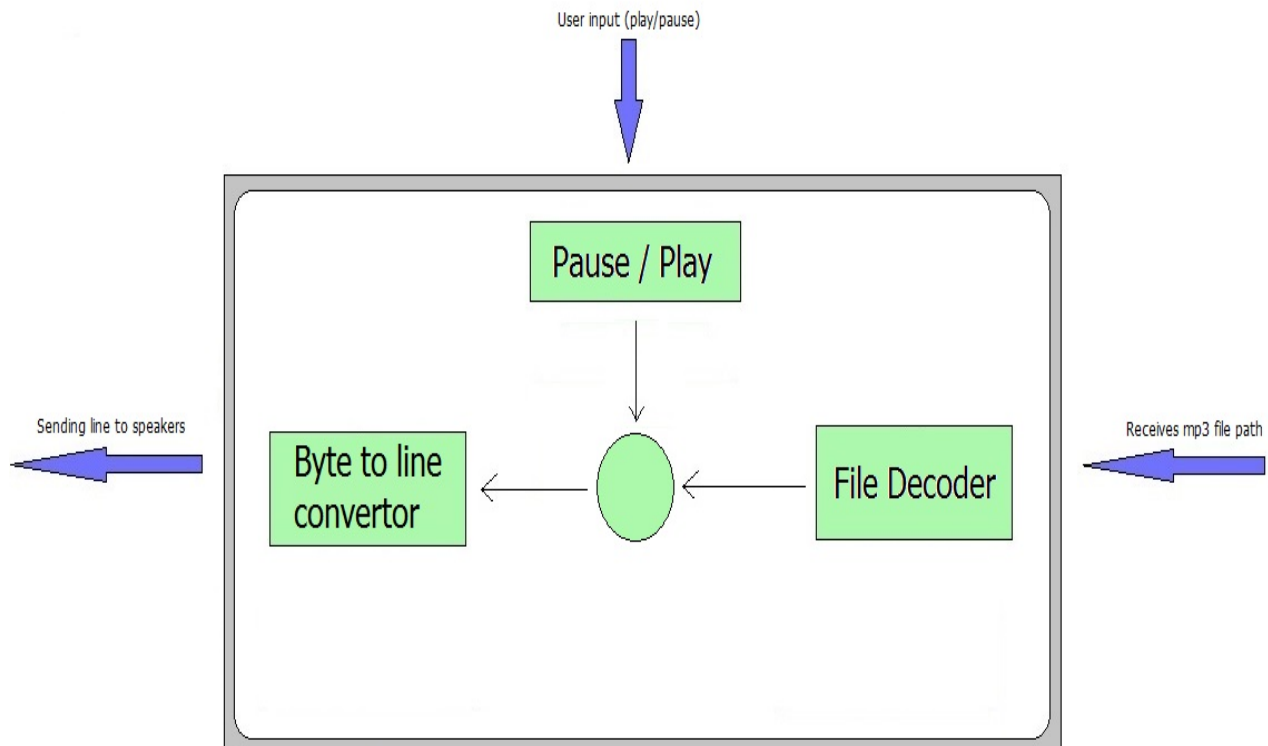 User input (play/pause)
Pause / Play
Sending line to speakers
Byte to line
convertor
File Decoder
Receives mp3 file path